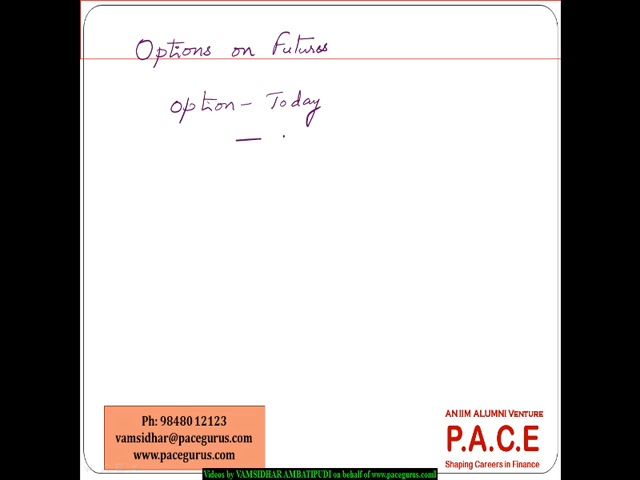 Options on Futures
Option - Today
Ph: 98480 12123
vamsidhar@pacegurus.com
www.pacegurus.com
AN IIM ALUMNI VENTURE
P.A.C.E
Shaping Careers in Finance
Videos by VAMSIDHAR AMBATIPUDI on behalf of www.pacegurus.com